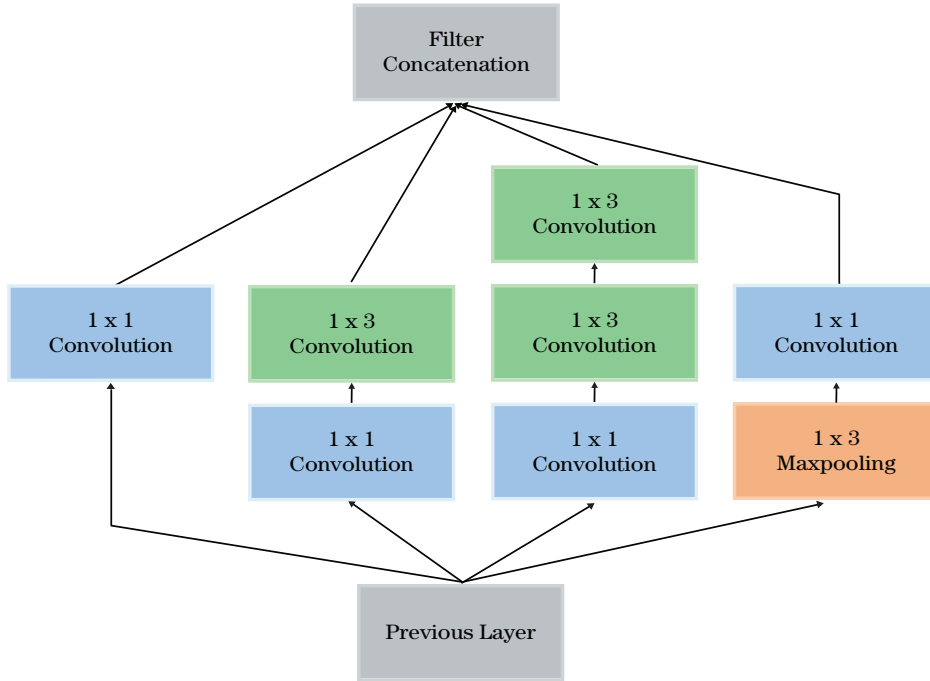 Filter
Concatenation
1 x 3
Convolution
1 x 1
Convolution
1 x 3
Convolution
1 x 3
Convolution
1 x 1
Convolution
1 x 1
Convolution
1 x 1
Convolution
1 x 3
Maxpooling
Previous Layer